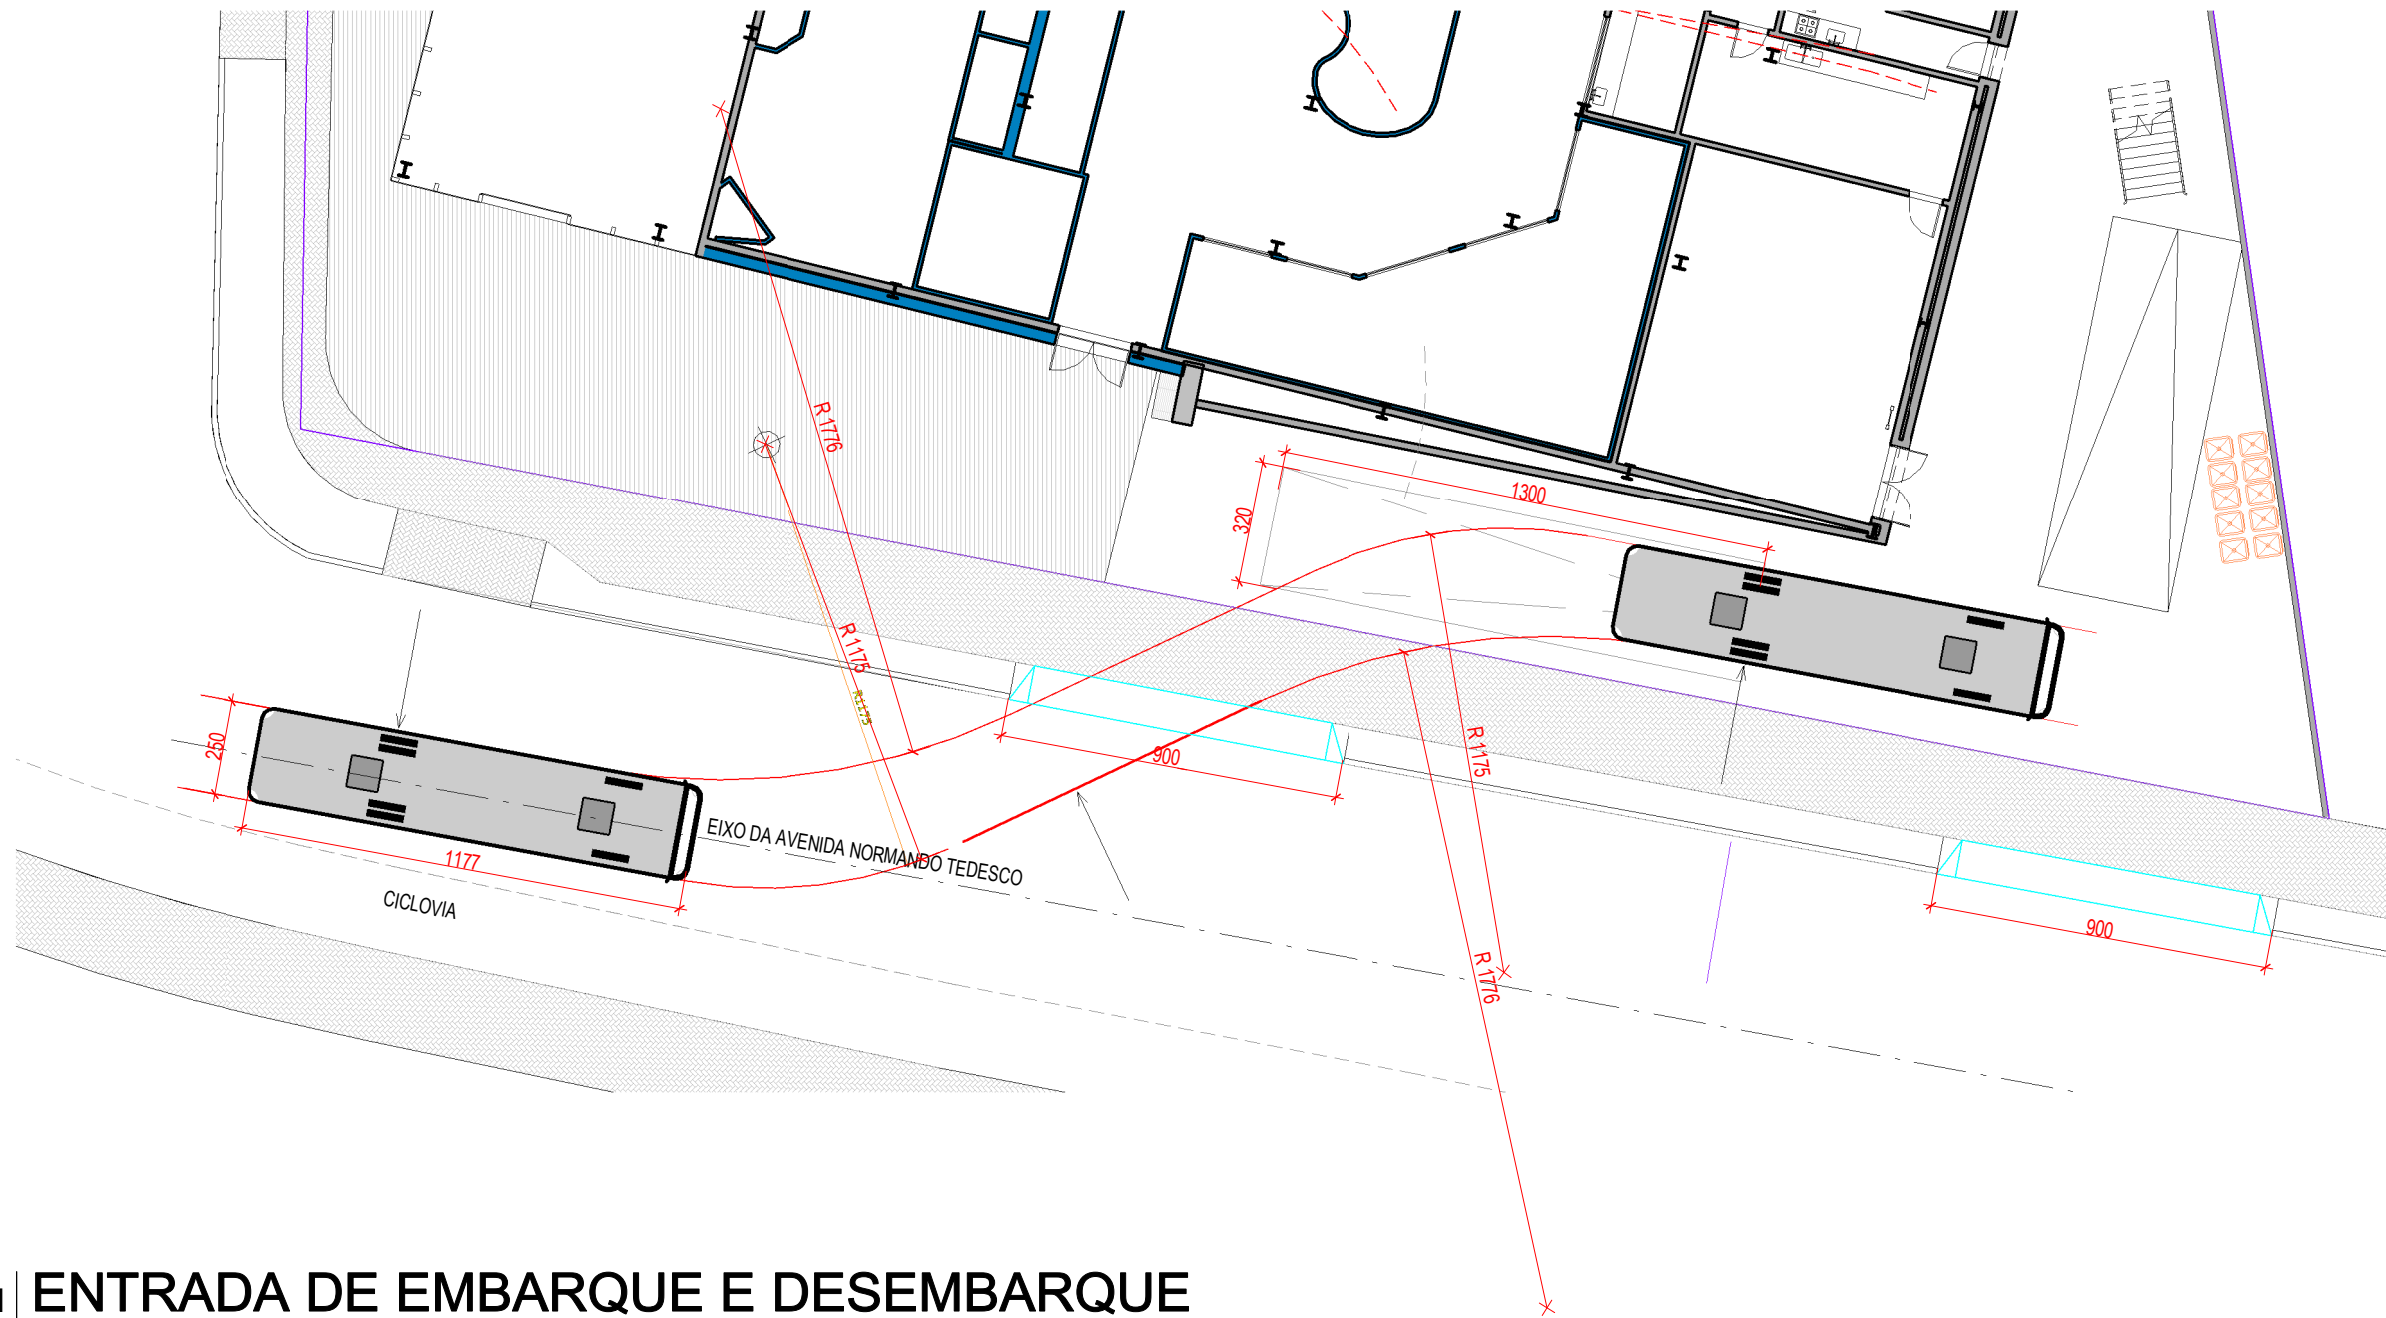 R 1776
1300
320
R 1175
R1175
250
R 1175
900
EIXO DA AVENIDA NORMANDO TEDESCO
1177
CICLOVIA
900
R 1776
ENTRADA DE EMBARQUE E DESEMBARQUE